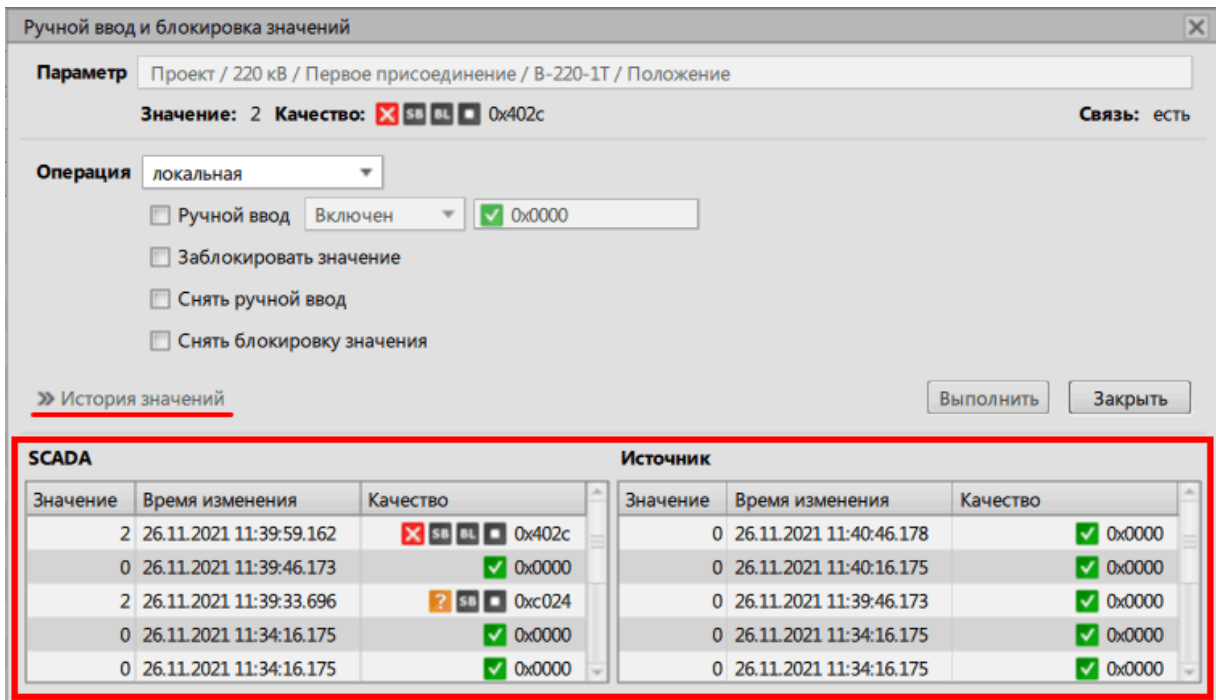 Ручной ввод и блокировка значений
Параметр Проект / 220 кВ / Первое присоединение / В-220-1Т / Положение
Значение: 2 Качество: SB BL 0x402c Связь: есть
Операция локальная
Ручной ввод Включен 0x0000
Заблокировать значение
Снять ручной ввод
Снять блокировку значения
История значений Выполнить Закрыть
SCADA Источник
Значение Время изменения Качество Значение Время изменения Качество
2 26.11.2021 11:39:59.162 SB BL 0x402c 0 26.11.2021 11:40:46.178 0x0000
0 26.11.2021 11:39:46.173 0x0000 0 26.11.2021 11:40:16.175 0x0000
2 26.11.2021 11:39:33.696 ? SB 0xc024 0 26.11.2021 11:39:46.173 0x0000
0 26.11.2021 11:34:16.175 0x0000 0 26.11.2021 11:34:16.175 0x0000
0 26.11.2021 11:34:16.175 0x0000 0 26.11.2021 11:34:16.175 0x0000